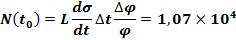 N(t₀) = L dσ/dt Δt Δφ/φ = 1,07 × 10⁴